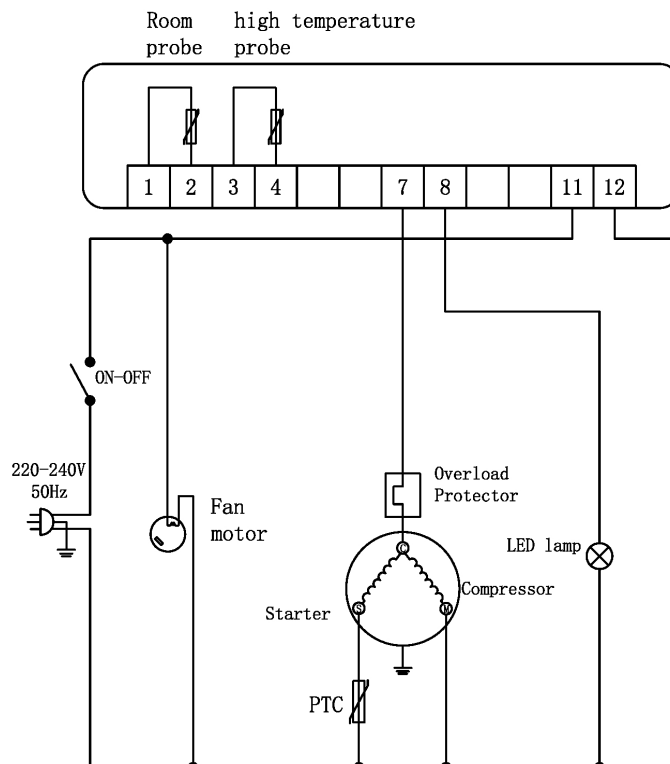 Room
probe
high temperature
probe
1 2 3 4 7 8 11 12
ON-OFF
220-240V
50Hz
Fan
motor
Overload
Protector
C
LED lamp
Compressor
Starter
S
M
PTC